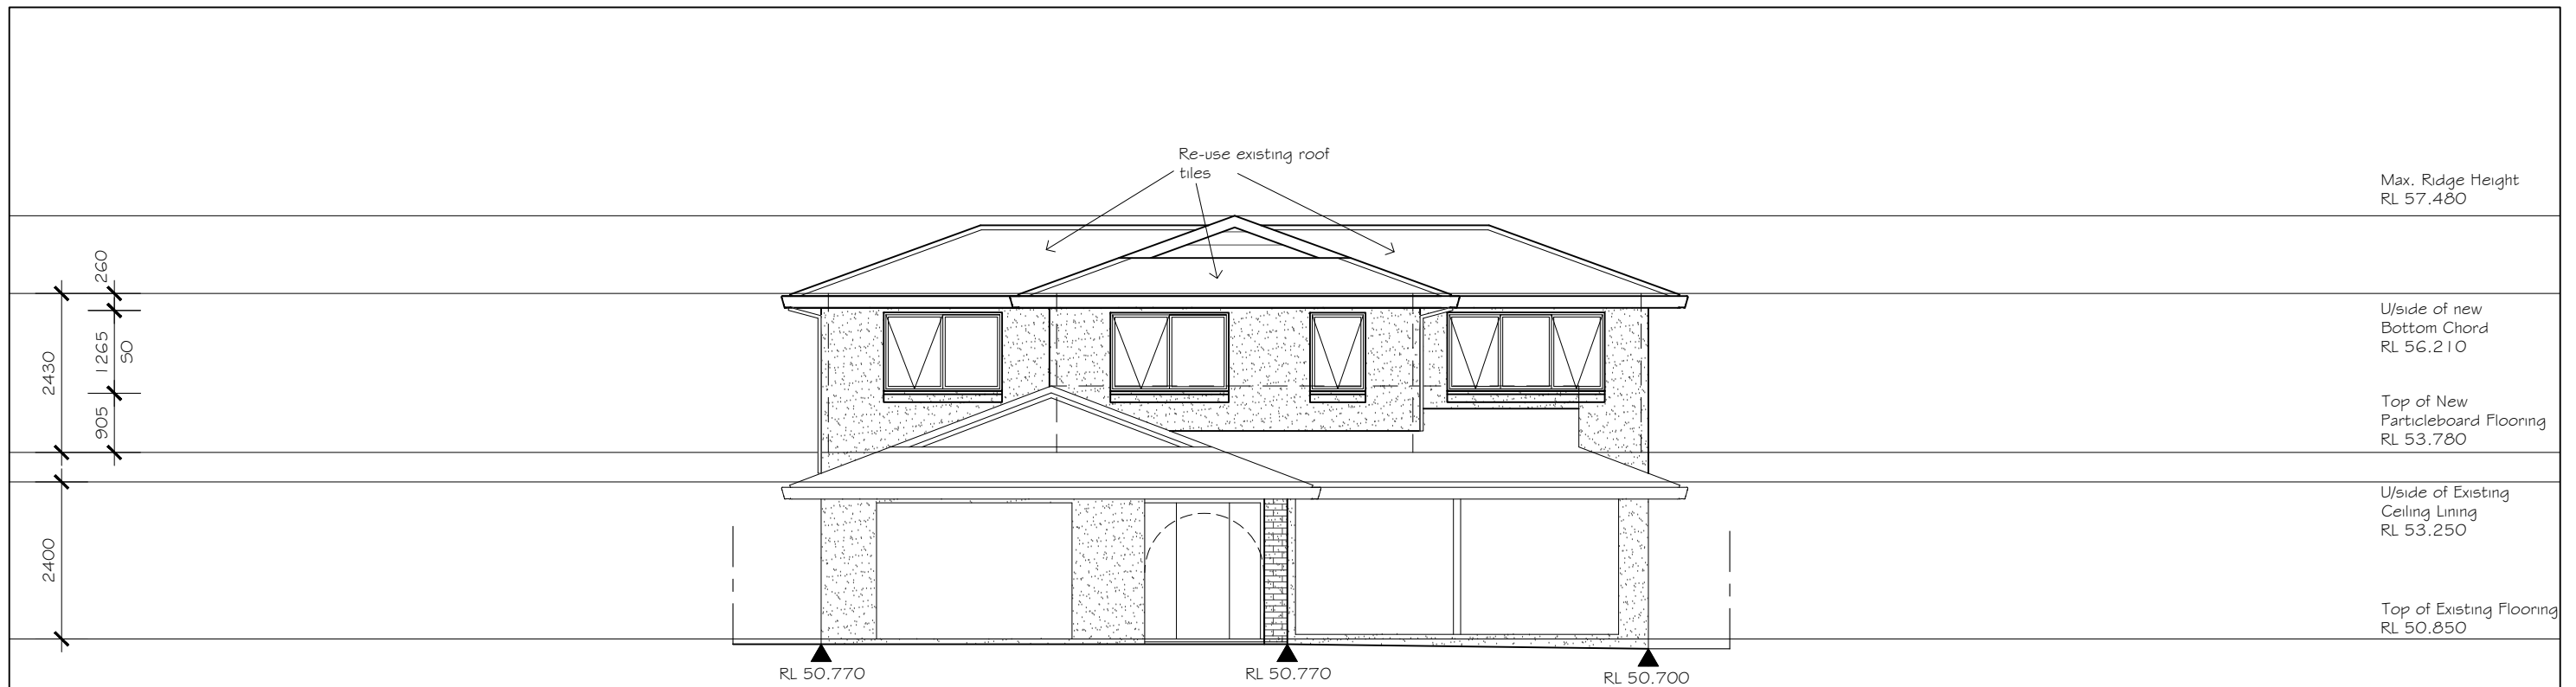 Re-use existing roof
tiles
Max. Ridge Height
RL 57.480
260
U/side of new
Bottom Chord
RL 56.210
2430
1265
50
905
Top of New
Particleboard Flooring
RL 53.780
U/side of Existing
Ceiling Lining
RL 53.250
2400
Top of Existing Flooring
RL 50.850
RL 50.770
RL 50.770
RL 50.700